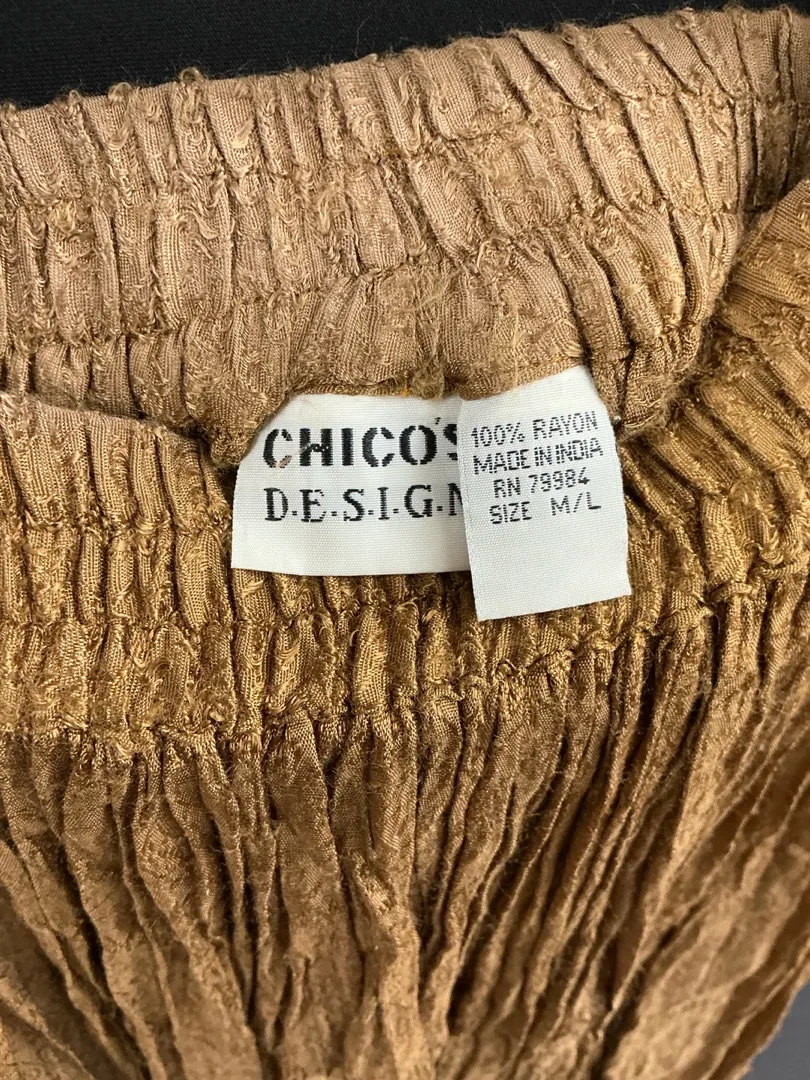 CHICO'S
D.E.S.I.G.N
100% RAYON
MADE IN INDIA
RN 79984
SIZE M/L